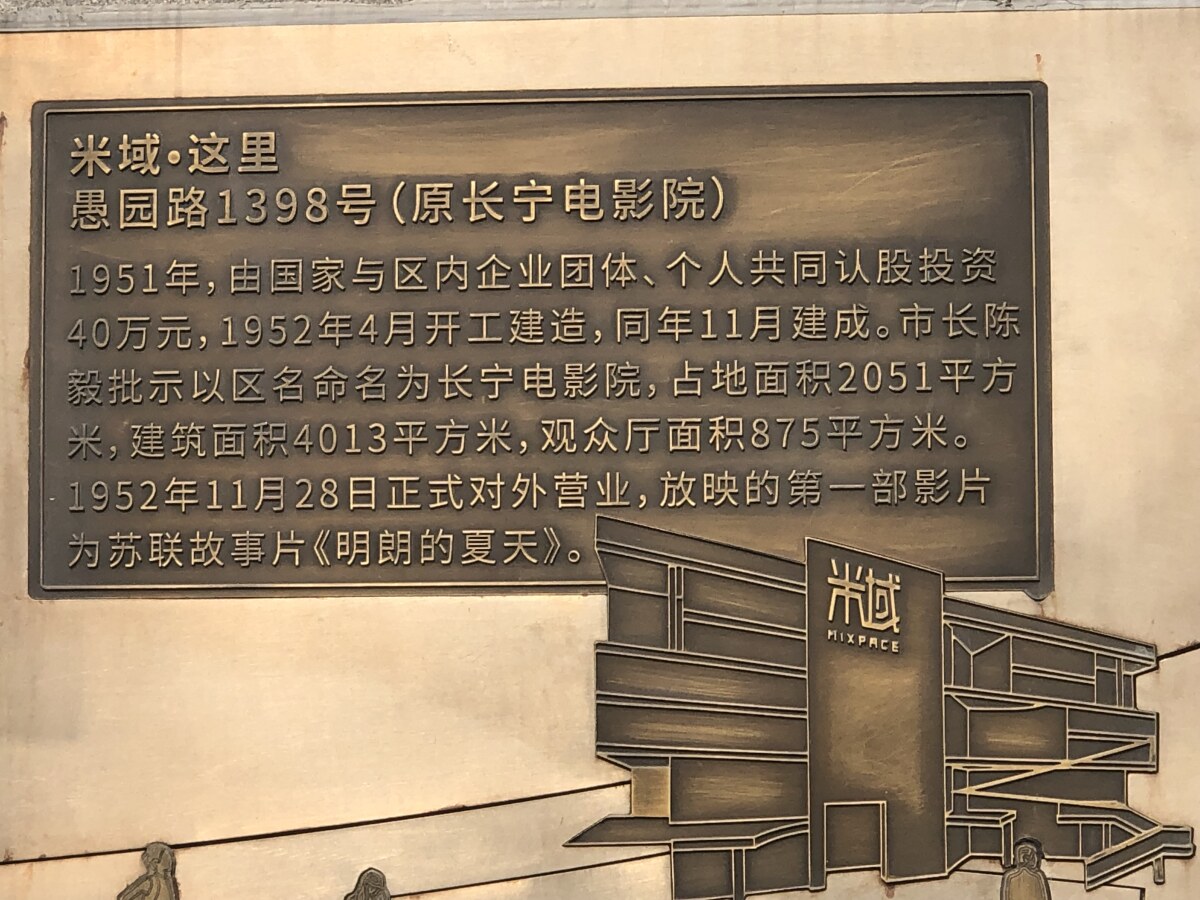 米域·这里
愚园路1398号（原长宁电影院）
1951年，由国家与区内企业团体、个人共同认股投资
40万元，1952年4月开工建造，同年11月建成。市长陈
毅批示以区名命名为长宁电影院，占地面积2051平方
米，建筑面积4013平方米，观众厅面积875平方米。
1952年11月28日正式对外营业，放映的第一部影片
为苏联故事片《明朗的夏天》。
米域
MIXPACE